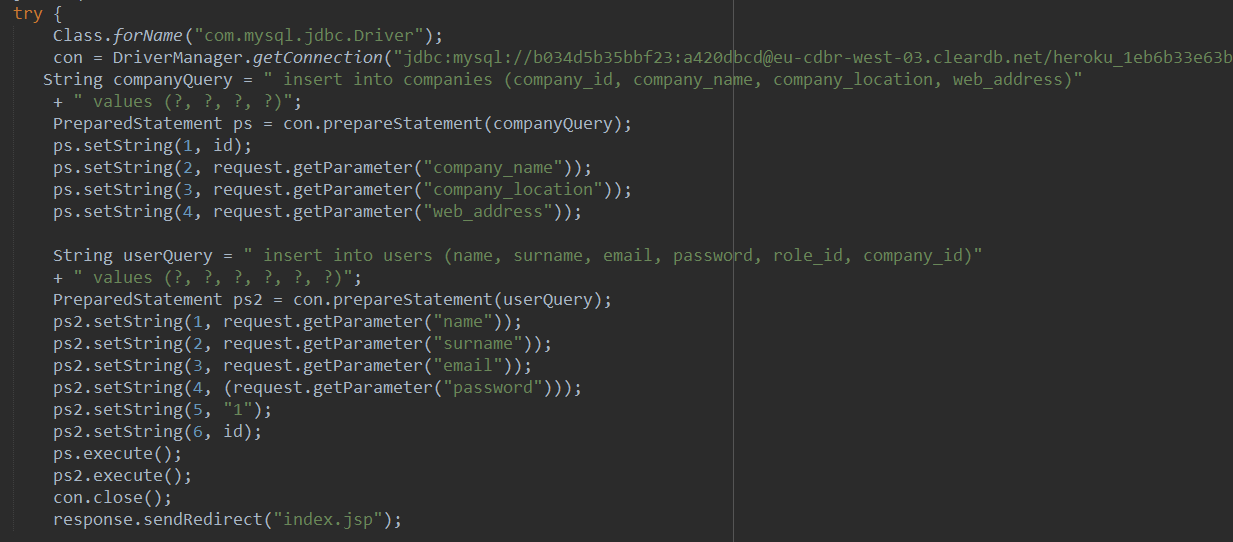 try {
Class.forName("com.mysql.jdbc.Driver");
con = DriverManager.getConnection("jdbc:mysql://b034d5b35bbf23:a420dbcd@eu-cdbr-west-03.cleardb.net/heroku_1eb6b33e63b
String companyQuery = " insert into companies (company_id, company_name, company_location, web_address)"
+ " values (?, ?, ?, ?)";
PreparedStatement ps = con.prepareStatement(companyQuery);
ps.setString(1, id);
ps.setString(2, request.getParameter("company_name"));
ps.setString(3, request.getParameter("company_location"));
ps.setString(4, request.getParameter("web_address"));
String userQuery = " insert into users (name, surname, email, password, role_id, company_id)"
+ " values (?, ?, ?, ?, ?, ?)";
PreparedStatement ps2 = con.prepareStatement(userQuery);
ps2.setString(1, request.getParameter("name"));
ps2.setString(2, request.getParameter("surname"));
ps2.setString(3, request.getParameter("email"));
ps2.setString(4, (request.getParameter("password")));
ps2.setString(5, "1");
ps2.setString(6, id);
ps.execute();
ps2.execute();
con.close();
response.sendRedirect("index.jsp");